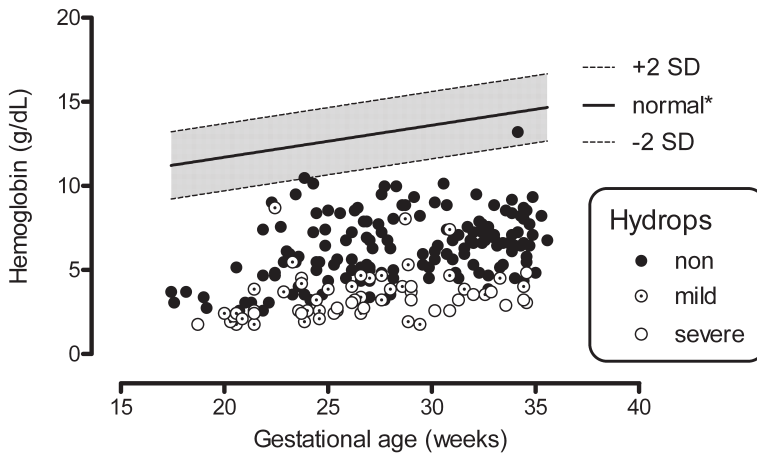 20
15
10
5
0
Hemoglobin (g/dL)
15 20 25 30 35 40
Gestational age (weeks)
+2 SD
normal*
-2 SD
Hydrops
non
mild
severe